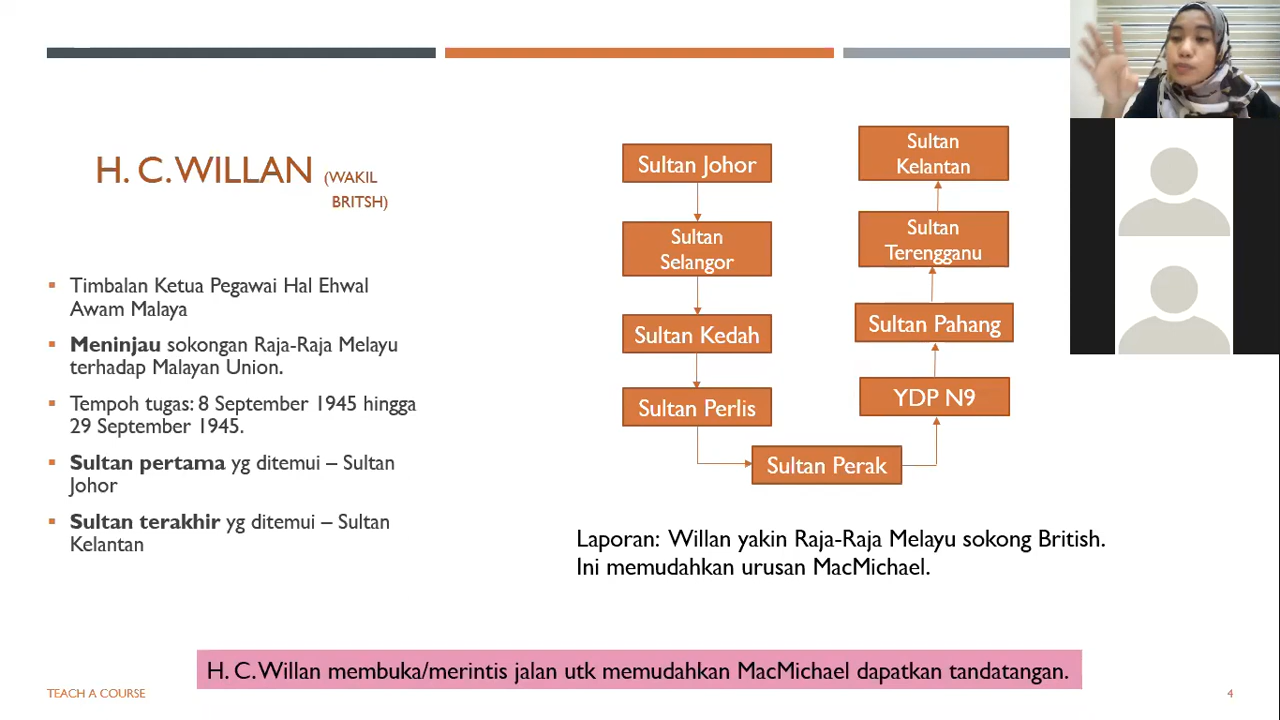 H. C. WILLAN (WAKIL
BRITSH)
Timbalan Ketua Pegawai Hal Ehwal
Awam Malaya
Meninjau sokongan Raja-Raja Melayu
terhadap Malayan Union.
Tempoh tugas: 8 September 1945 hingga
29 September 1945.
Sultan pertama yg ditemui – Sultan
Johor
Sultan terakhir yg ditemui – Sultan
Kelantan
Sultan Johor
Sultan
Selangor
Sultan Kedah
Sultan Perlis
Sultan Perak
YDP N9
Sultan Pahang
Sultan
Terengganu
Sultan
Kelantan
Laporan: Willan yakin Raja-Raja Melayu sokong British.
Ini memudahkan urusan MacMichael.
H. C. Willan membuka/merintis jalan utk memudahkan MacMichael dapatkan tandatangan.
TEACH A COURSE
4